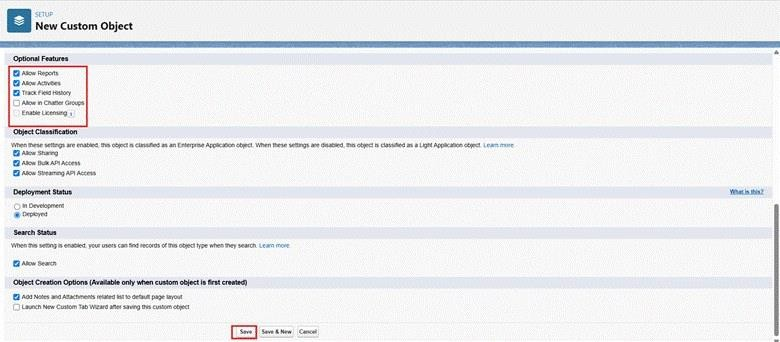 SETUP
New Custom Object
Optional Features
Allow Reports
Allow Activities
Track Field History
Allow in Chatter Groups
Enable Licensing i
Object Classification
When these settings are enabled, this object is classified as an Enterprise Application object. When these settings are disabled, this object is classified as a Light Application object. Learn more.
Allow Sharing
Allow Bulk API Access
Allow Streaming API Access
Deployment Status What is this?
In Development
Deployed
Search Status
When this setting is enabled, your users can find records of this object type when they search. Learn more.
Allow Search
Object Creation Options (Available only when custom object is first created)
Add Notes and Attachments related list to default page layout
Launch New Custom Tab Wizard after saving this custom object
Save Save & New Cancel